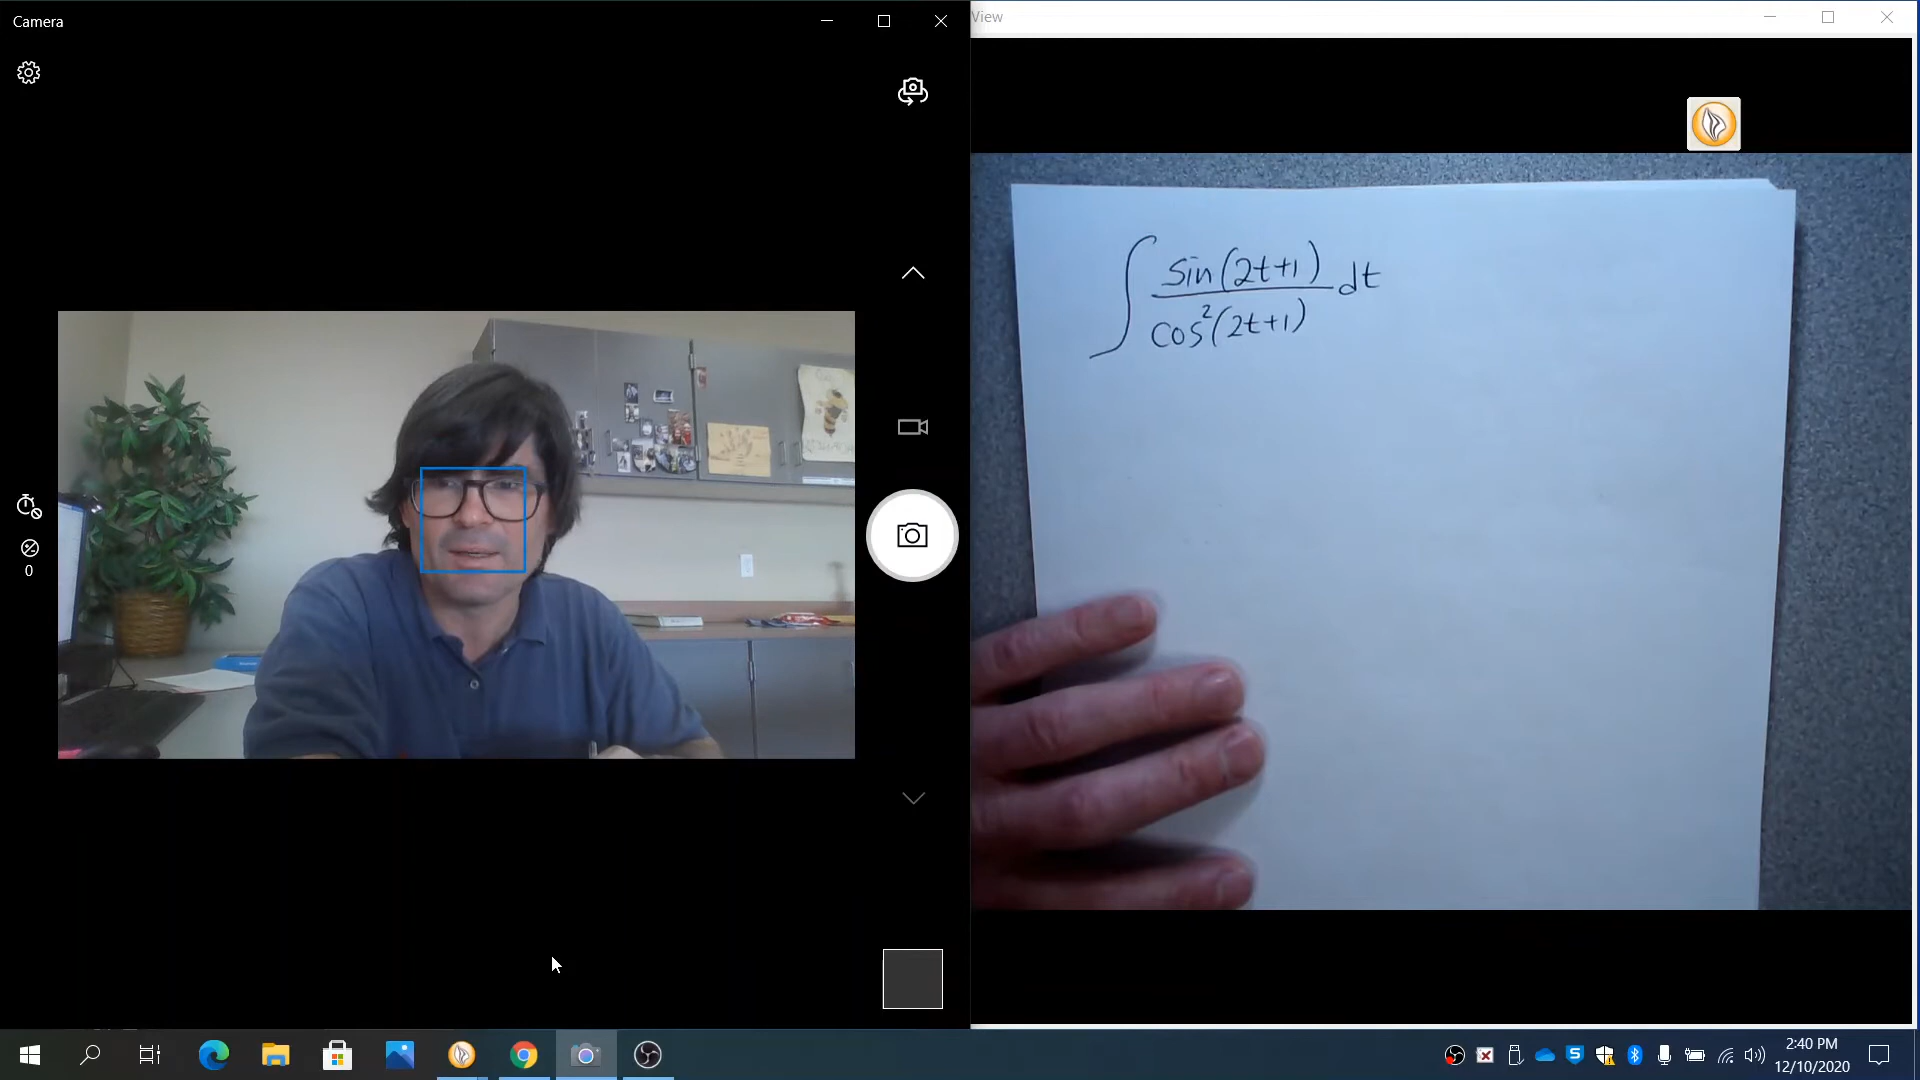 Camera
View
0
∫ sin(2t+1) dt
cos²(2t+1)
2:40 PM
12/10/2020